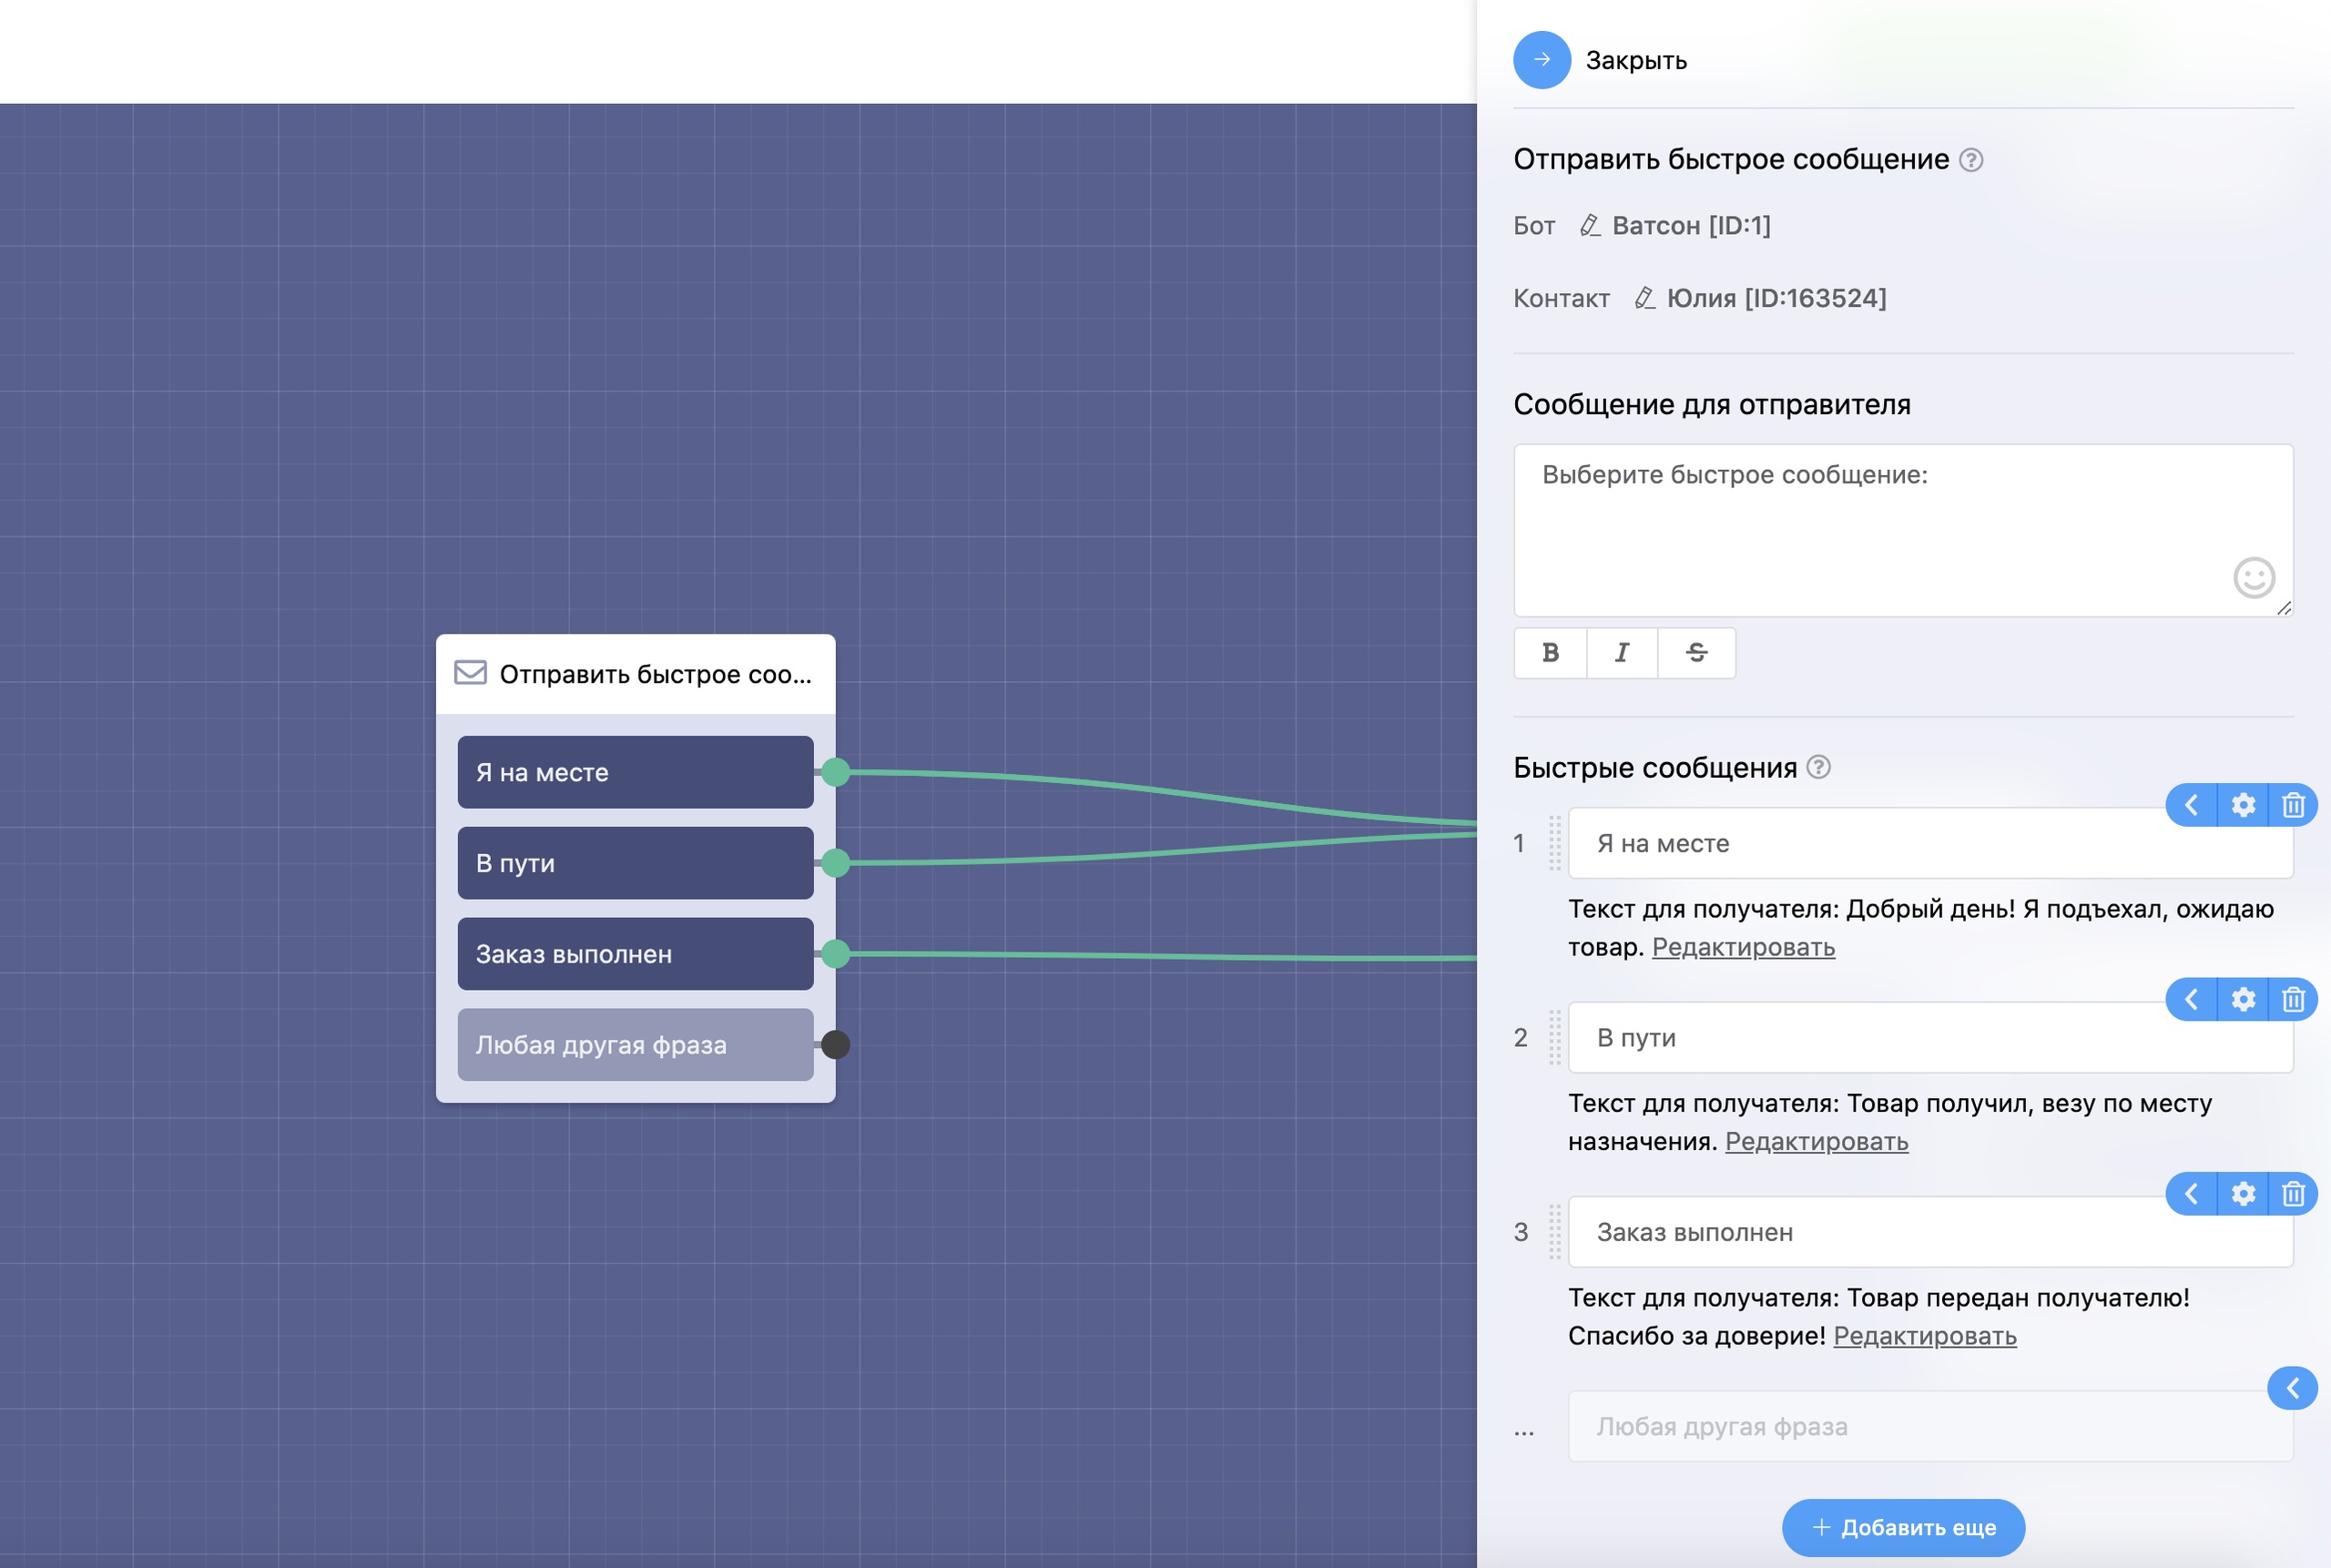 Закрыть
Отправить быстрое сообщение
Бот Ватсон [ID:1]
Контакт Юлия [ID:163524]
Сообщение для отправителя
Выберите быстрое сообщение:
B I S
Быстрые сообщения
1 Я на месте
Текст для получателя: Добрый день! Я подъехал, ожидаю
товар. Редактировать
2 В пути
Текст для получателя: Товар получил, везу по месту
назначения. Редактировать
3 Заказ выполнен
Текст для получателя: Товар передан получателю!
Спасибо за доверие! Редактировать
... Любая другая фраза
+ Добавить еще
Отправить быстрое соо...
Я на месте
В пути
Заказ выполнен
Любая другая фраза